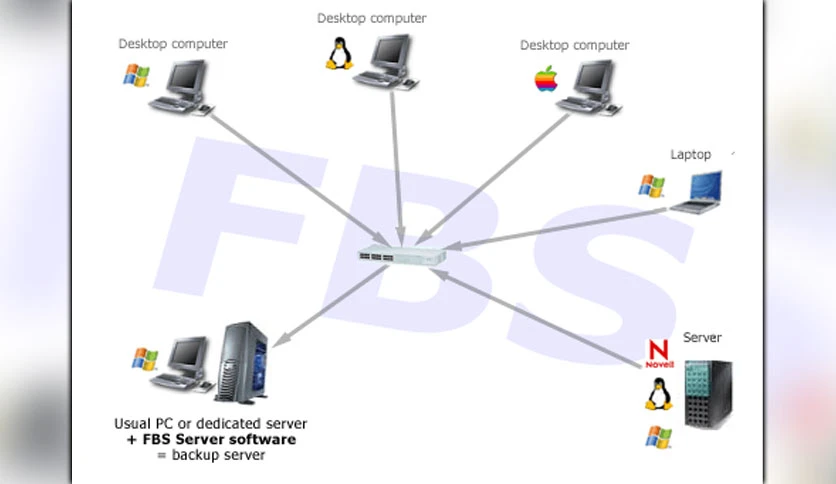 Desktop computer
Desktop computer
Desktop computer
Laptop
FBS
Server
Novell
Usual PC or dedicated server
+ FBS Server software
= backup server